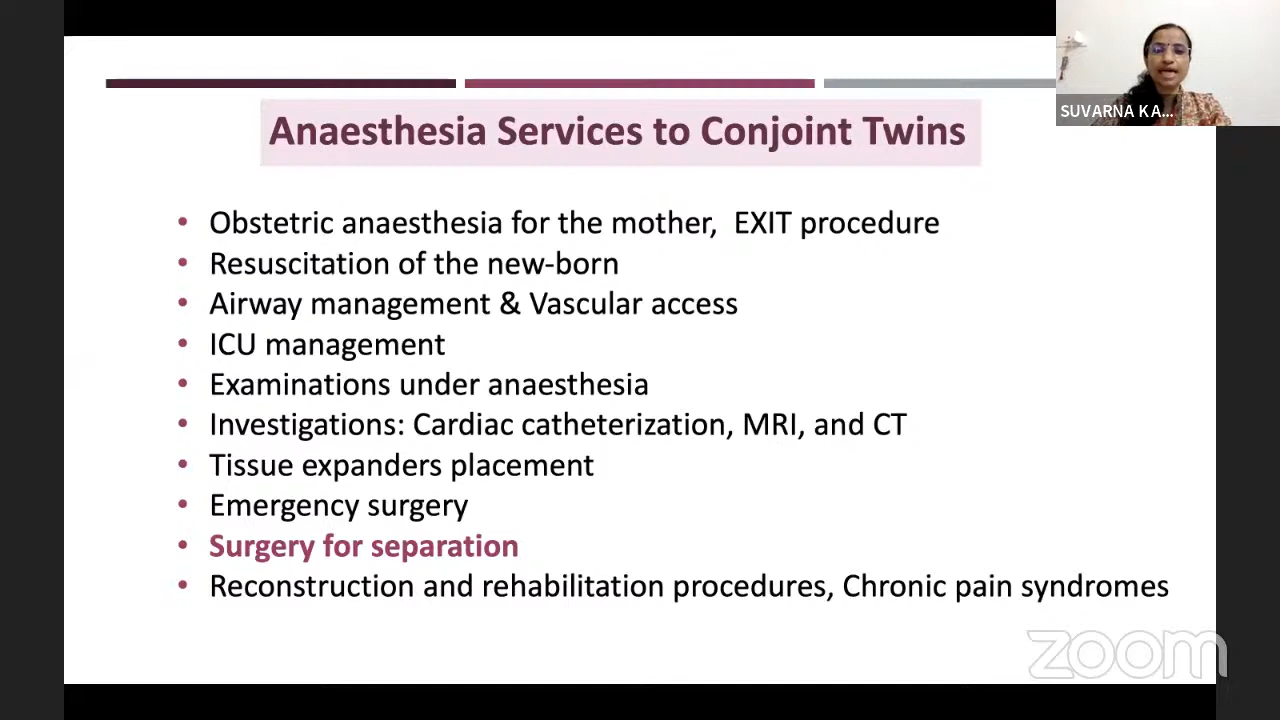 SUVARNA K A...
Anaesthesia Services to Conjoint Twins
• Obstetric anaesthesia for the mother, EXIT procedure
• Resuscitation of the new-born
• Airway management & Vascular access
• ICU management
• Examinations under anaesthesia
• Investigations: Cardiac catheterization, MRI, and CT
• Tissue expanders placement
• Emergency surgery
• Surgery for separation
• Reconstruction and rehabilitation procedures, Chronic pain syndromes
zoom